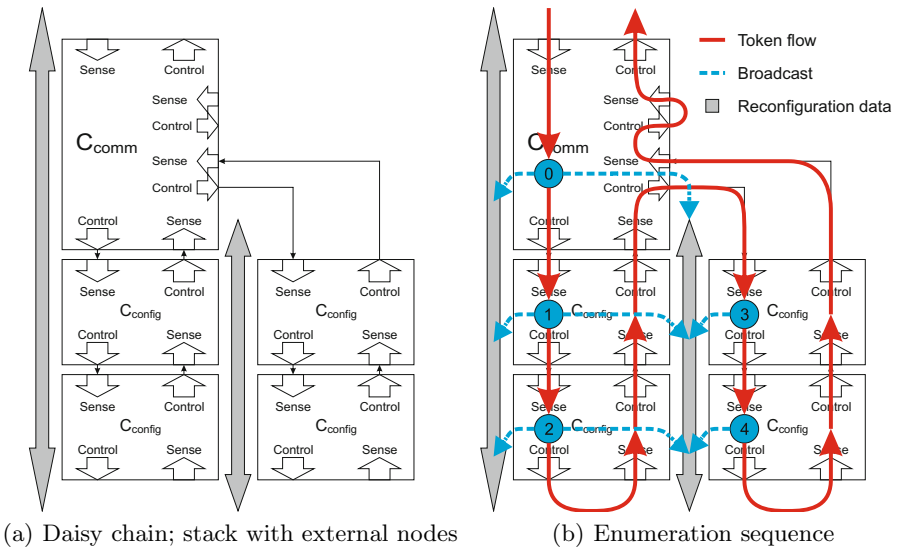 Sense Control
Sense
Control
C_comm
Sense
Control
Control Sense
Sense Control
C_config
Control Sense
Sense Control
C_config
Control Sense
Sense Control
C_config
Control Sense
Sense Control
C_config
Control Sense
(a) Daisy chain; stack with external nodes
Sense Control
Sense
Control
C_comm
Sense
Control
0
Control Sense
Sense Control
1 C_config
Control Sense
Sense Control
2 C_config
Control Sense
Sense Control
3 C_config
Control Sense
Sense Control
4 C_config
Control Sense
Token flow
Broadcast
Reconfiguration data
(b) Enumeration sequence